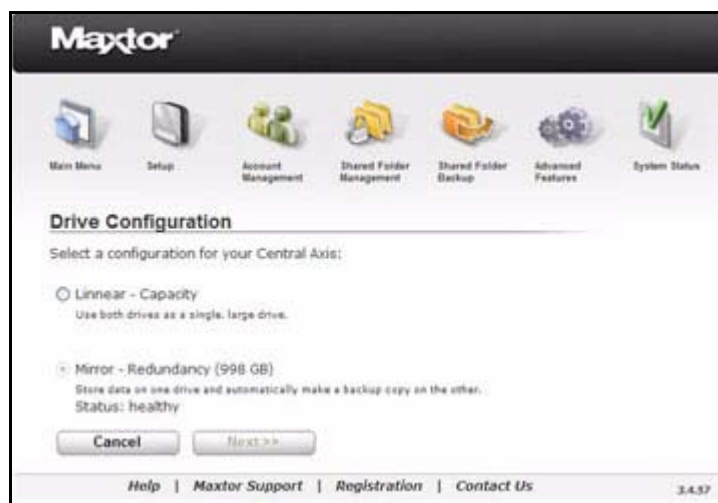 Maxtor
Main Menu
Setup
Account Management
Shared Folder Management
Shared Folder Backup
Advanced Features
System Status
Drive Configuration
Select a configuration for your Central Axis:
Linnear - Capacity
Use both drives as a single, large drive.
Mirror - Redundancy (998 GB)
Store data on one drive and automatically make a backup copy on the other.
Status: healthy
Cancel
Next >>
Help | Maxtor Support | Registration | Contact Us
3.4.57